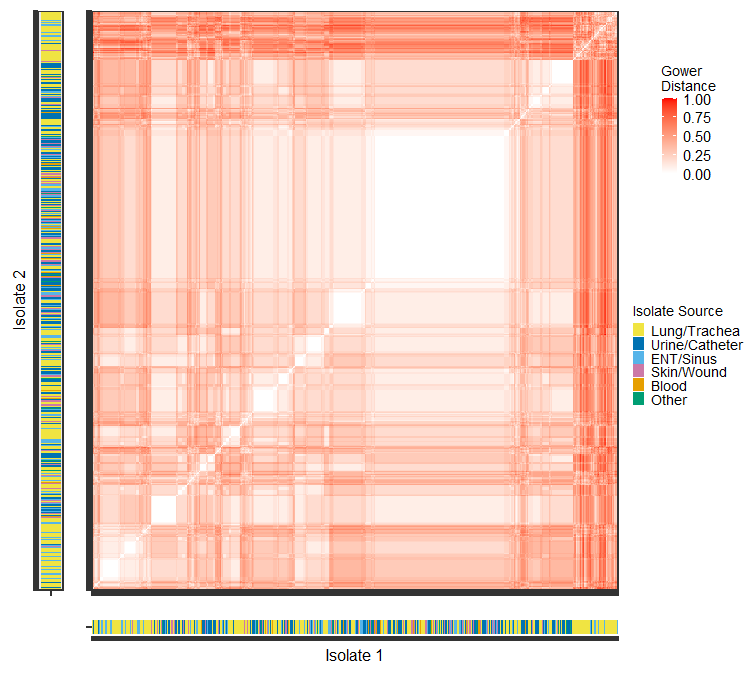 Gower
Distance
1.00
0.75
0.50
0.25
0.00
Isolate 2
Isolate Source
Lung/Trachea
Urine/Catheter
ENT/Sinus
Skin/Wound
Blood
Other
Isolate 1